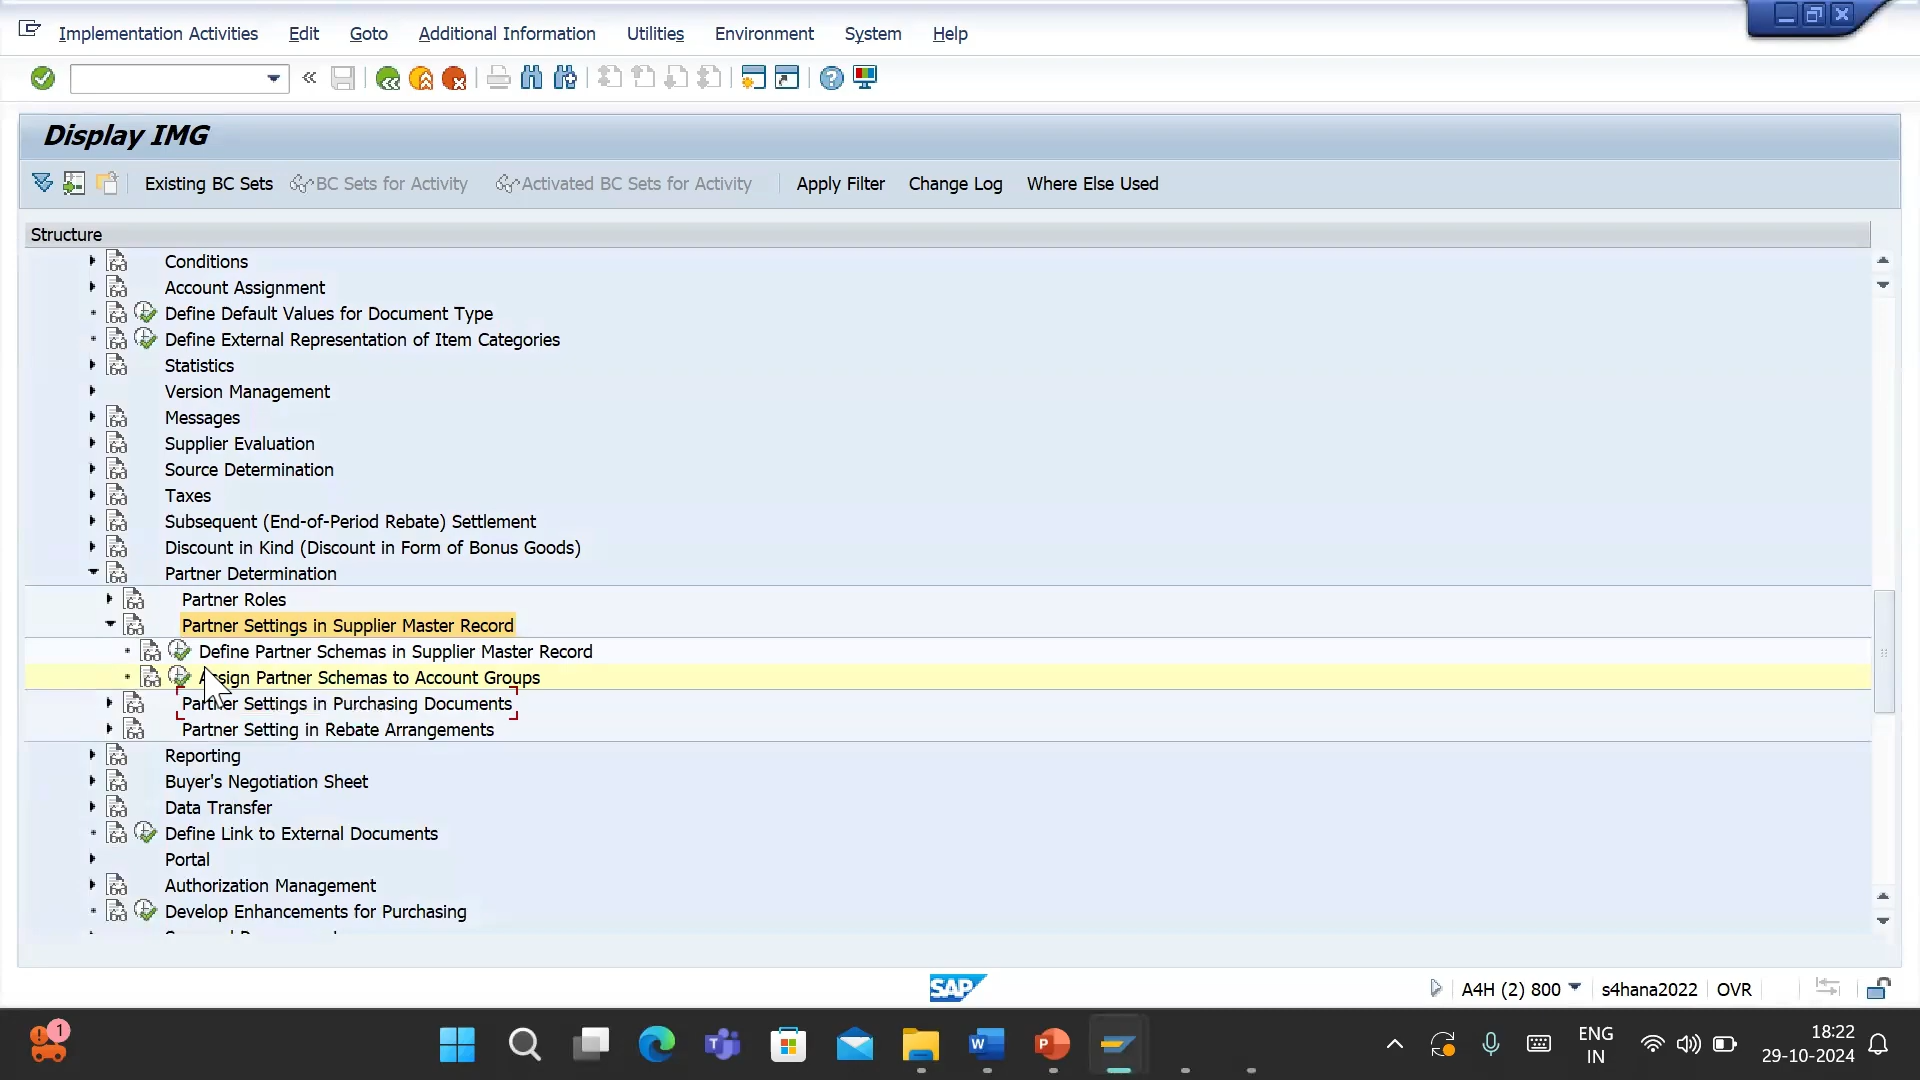 Implementation Activities Edit Goto Additional Information Utilities Environment System Help
Display IMG
Existing BC Sets BC Sets for Activity Activated BC Sets for Activity Apply Filter Change Log Where Else Used
Structure
Conditions
Account Assignment
Define Default Values for Document Type
Define External Representation of Item Categories
Statistics
Version Management
Messages
Supplier Evaluation
Source Determination
Taxes
Subsequent (End-of-Period Rebate) Settlement
Discount in Kind (Discount in Form of Bonus Goods)
Partner Determination
Partner Roles
Partner Settings in Supplier Master Record
Define Partner Schemas in Supplier Master Record
Assign Partner Schemas to Account Groups
Partner Settings in Purchasing Documents
Partner Setting in Rebate Arrangements
Reporting
Buyer's Negotiation Sheet
Data Transfer
Define Link to External Documents
Portal
Authorization Management
Develop Enhancements for Purchasing
SAP A4H (2) 800 s4hana2022 OVR
1
ENG
IN
18:22
29-10-2024